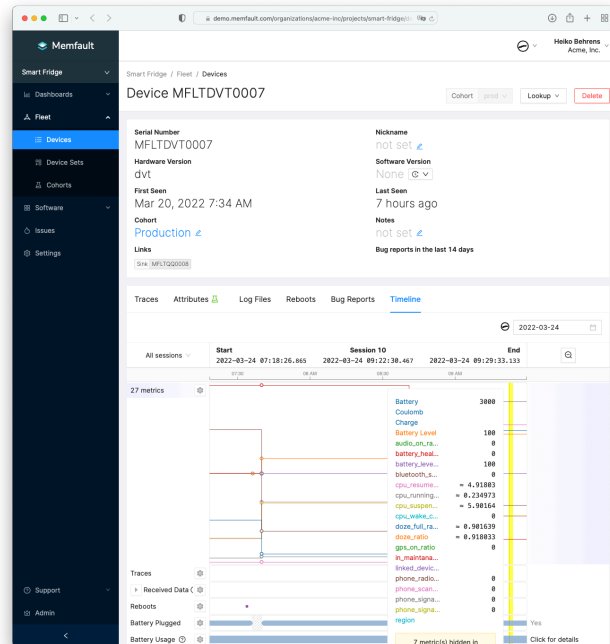 demo.memfault.com/organizations/acme-inc/projects/smart-fridge/d
Memfault
Heiko Behrens
Acme, Inc.
Smart Fridge
Dashboards
Fleet
Devices
Device Sets
Cohorts
Software
Issues
Settings
Support
Admin
Smart Fridge / Fleet / Devices
Device MFLTDVT0007
Cohort prod
Lookup
Delete
Serial Number
MFLTDVT0007
Nickname
not set
Hardware Version
dvt
Software Version
None
First Seen
Mar 20, 2022 7:34 AM
Last Seen
7 hours ago
Cohort
Production
Notes
not set
Links
Sink MFLTQG0008
Bug reports in the last 14 days
Traces Attributes Log Files Reboots Bug Reports Timeline
2022-03-24
All sessions
Start Session 10 End
2022-03-24 07:18:26.865 2022-03-24 09:22:30.467 2022-03-24 09:29:33.133
27 metrics
Battery 3000
Coulomb
Charge
Battery Level 100
audio_on_ra... 0
battery_heal... 0
battery_leve... 100
bluetooth_s... 0
cpu_resume... ≈ 4.91803
cpu_running... ≈ 0.234973
cpu_suspen... ≈ 5.90164
cpu_wake_c... 0
doze_full_ra... ≈ 0.901639
doze_ratio ≈ 0.918033
gps_on_ratio 0
in_maintana...
linked_devic...
phone_radio... 0
phone_scan... 0
phone_signa... 0
phone_signa... 0
region
7 metric(s) hidden in
Traces
Received Data (
Reboots
Battery Plugged
Yes
Battery Usage
Click for details